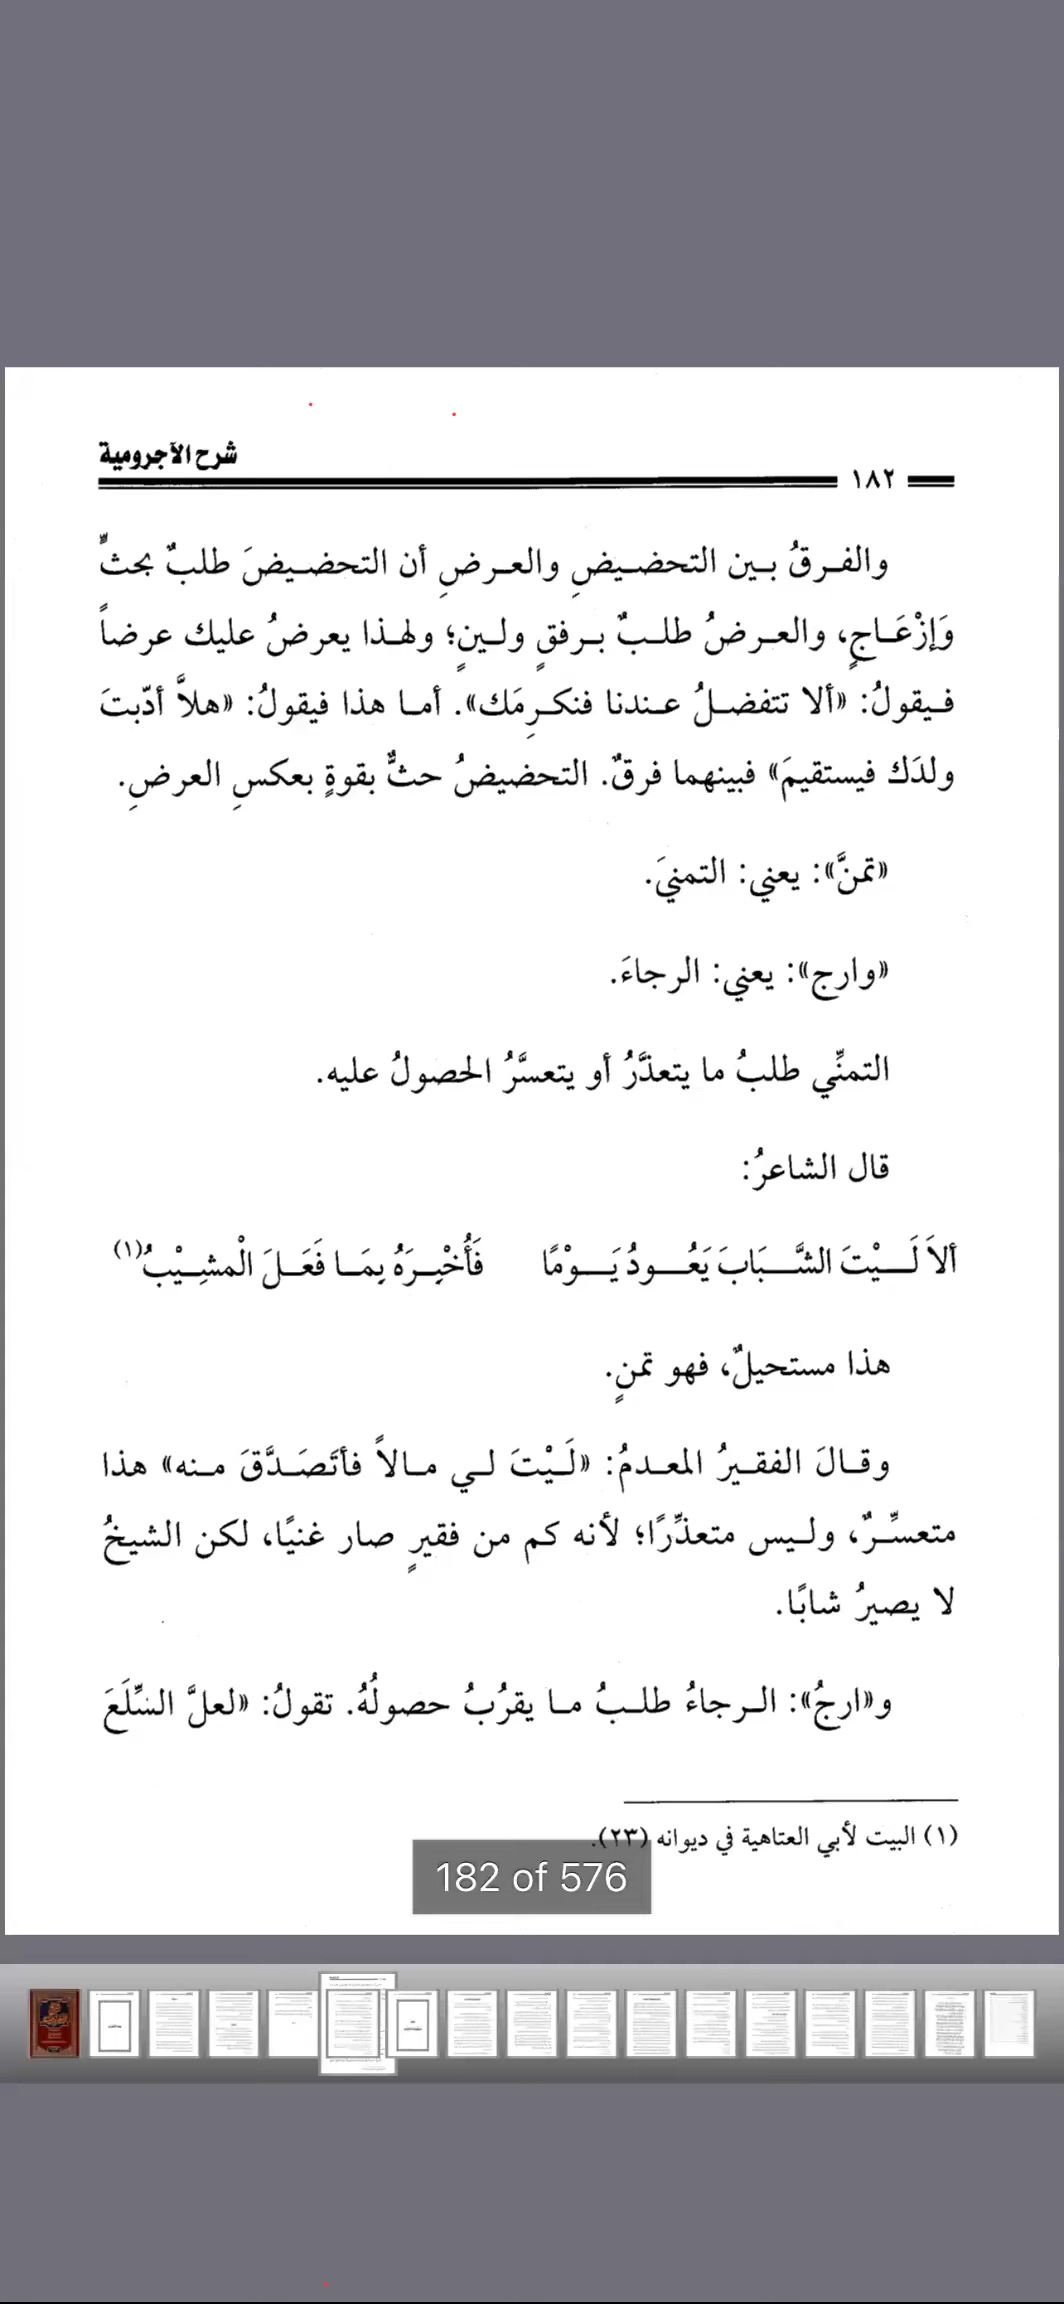 شرح الآجرومية
١٨٢
والفرقُ بين التحضيضِ والعرضِ أن التحضيضَ طلبٌ بحثٍّ
وَإِزْعَاجٍ، والعرضُ طلبٌ برفقٍ ولينٍ؛ ولهذا يعرضُ عليك عرضاً
فيقولُ: «ألا تتفضلُ عندنا فنكرِمَك». أما هذا فيقولُ: «هلاَّ أدّبتَ
ولدَك فيستقيمَ» فبينهما فرقٌ. التحضيضُ حثٌّ بقوةٍ بعكسِ العرضِ.
«تمنَّ»: يعني: التمنيَ.
«وارج»: يعني: الرجاءَ.
التمنِّي طلبُ ما يتعذَّرُ أو يتعسَّرُ الحصولُ عليه.
قال الشاعرُ:
ألاَ لَيْتَ الشَّبَابَ يَعُودُ يَوْمًا فَأُخْبِرَهُ بِمَا فَعَلَ الْمشِيْبُ(١)
هذا مستحيلٌ، فهو تمنٍ.
وقالَ الفقيرُ المعدمُ: «لَيْتَ لي مالاً فأتَصَدَّقَ منه» هذا
متعسِّرٌ، وليس متعذِّرًا؛ لأنه كم من فقيرٍ صار غنيًا، لكن الشيخُ
لا يصيرُ شابًا.
و«ارجُ»: الرجاءُ طلبُ ما يقرُبُ حصولُهُ. تقولُ: «لعلَّ السِّلَعَ
(١) البيت لأبي العتاهية في ديوانه (٢٣).
182 of 576